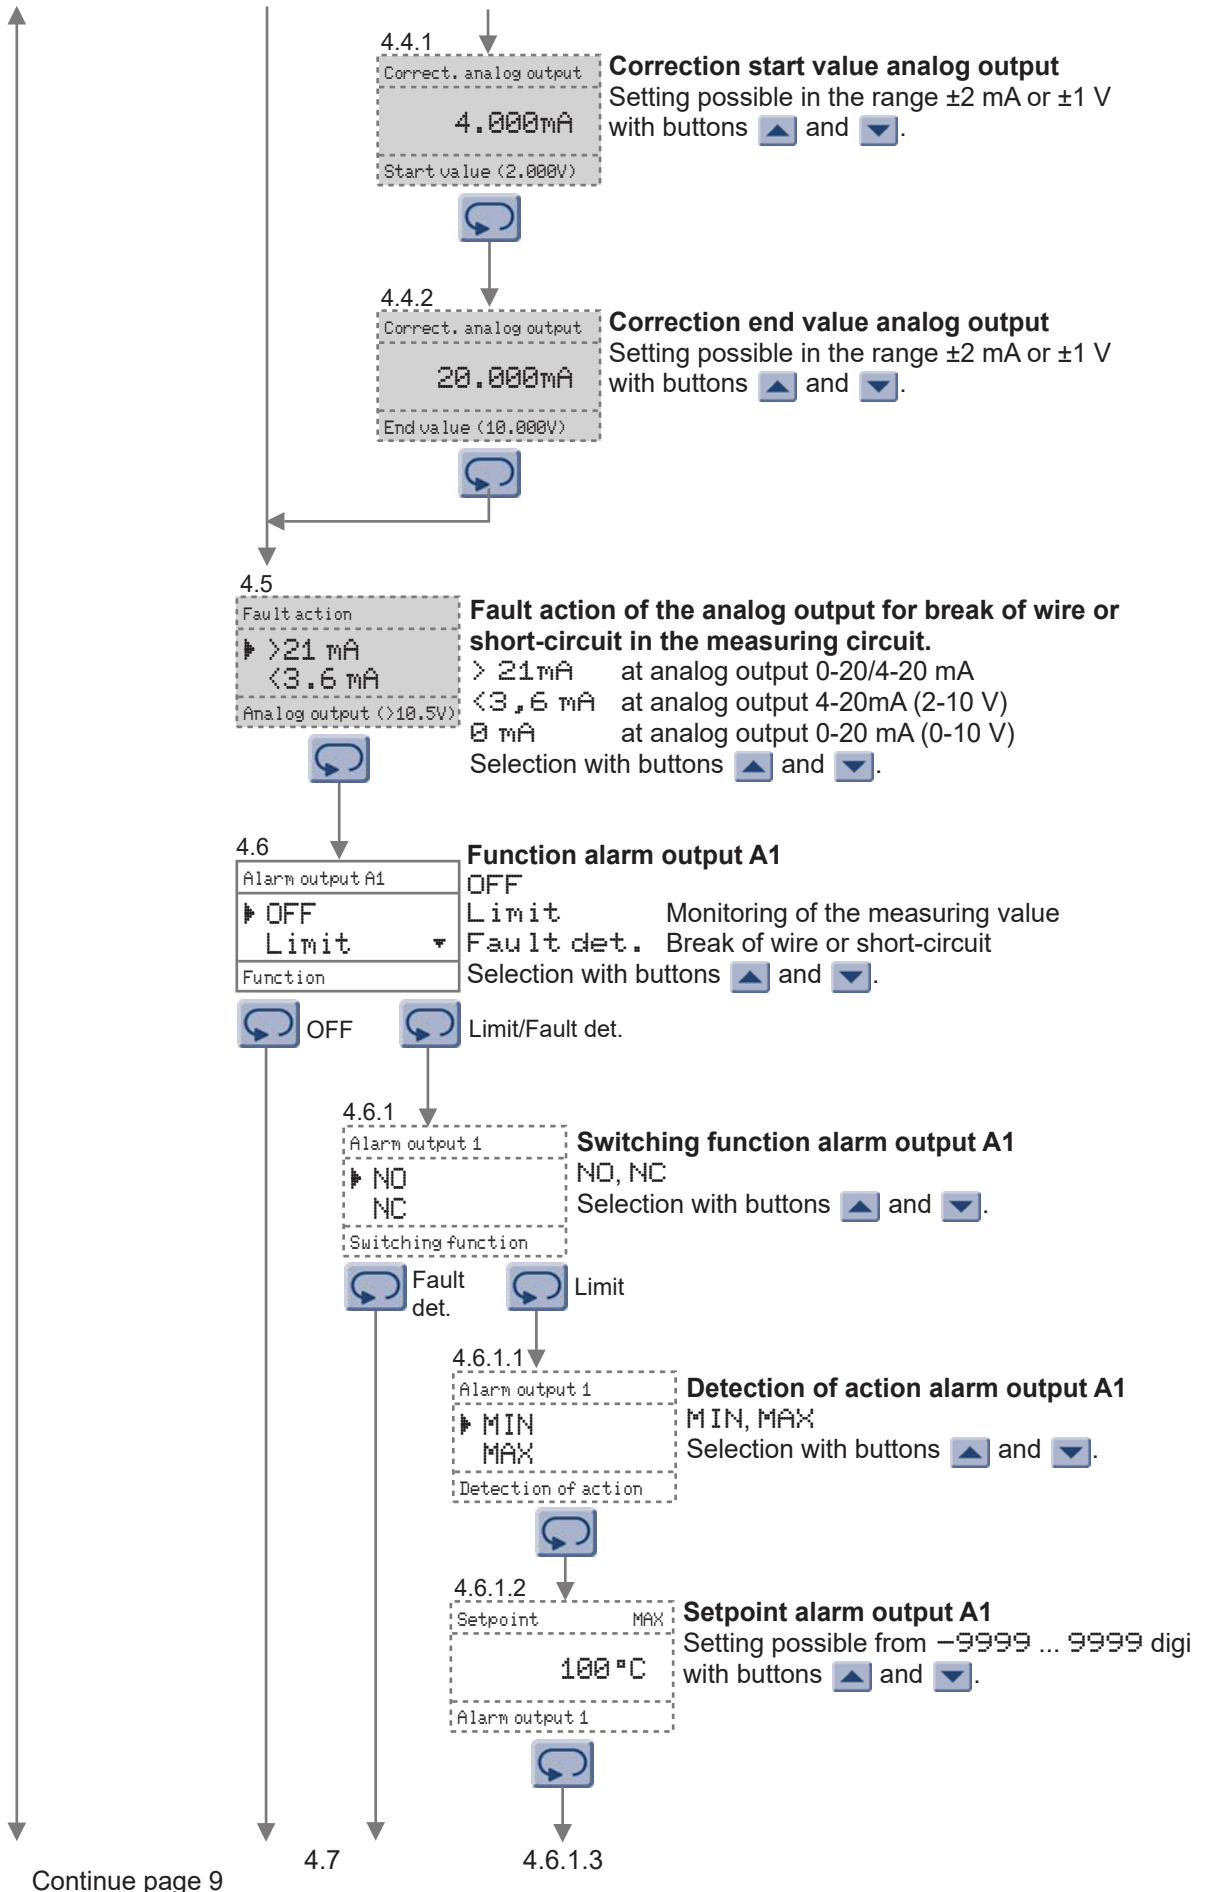 4.4.1
Correct. analog output
4.000mA
Start value (2.000V)
Correction start value analog output
Setting possible in the range ±2 mA or ±1 V
with buttons and .
4.4.2
Correct. analog output
20.000mA
End value (10.000V)
Correction end value analog output
Setting possible in the range ±2 mA or ±1 V
with buttons and .
4.5
Fault action
>21 mA
<3.6 mA
Analog output (>10.5V)
Fault action of the analog output for break of wire or
short-circuit in the measuring circuit.
> 21mA at analog output 0-20/4-20 mA
<3,6 mA at analog output 4-20mA (2-10 V)
0 mA at analog output 0-20 mA (0-10 V)
Selection with buttons and .
4.6
Alarm output A1
OFF
Limit
Function
Function alarm output A1
OFF
Limit Monitoring of the measuring value
Fault det. Break of wire or short-circuit
Selection with buttons and .
OFF
Limit/Fault det.
4.6.1
Alarm output 1
NO
NC
Switching function
Switching function alarm output A1
NO, NC
Selection with buttons and .
Fault
det.
Limit
4.6.1.1
Alarm output 1
MIN
MAX
Detection of action
Detection of action alarm output A1
MIN, MAX
Selection with buttons and .
4.6.1.2
Setpoint MAX
100°C
Alarm output 1
Setpoint alarm output A1
Setting possible from -9999 ... 9999 digi
with buttons and .
4.7
4.6.1.3
Continue page 9